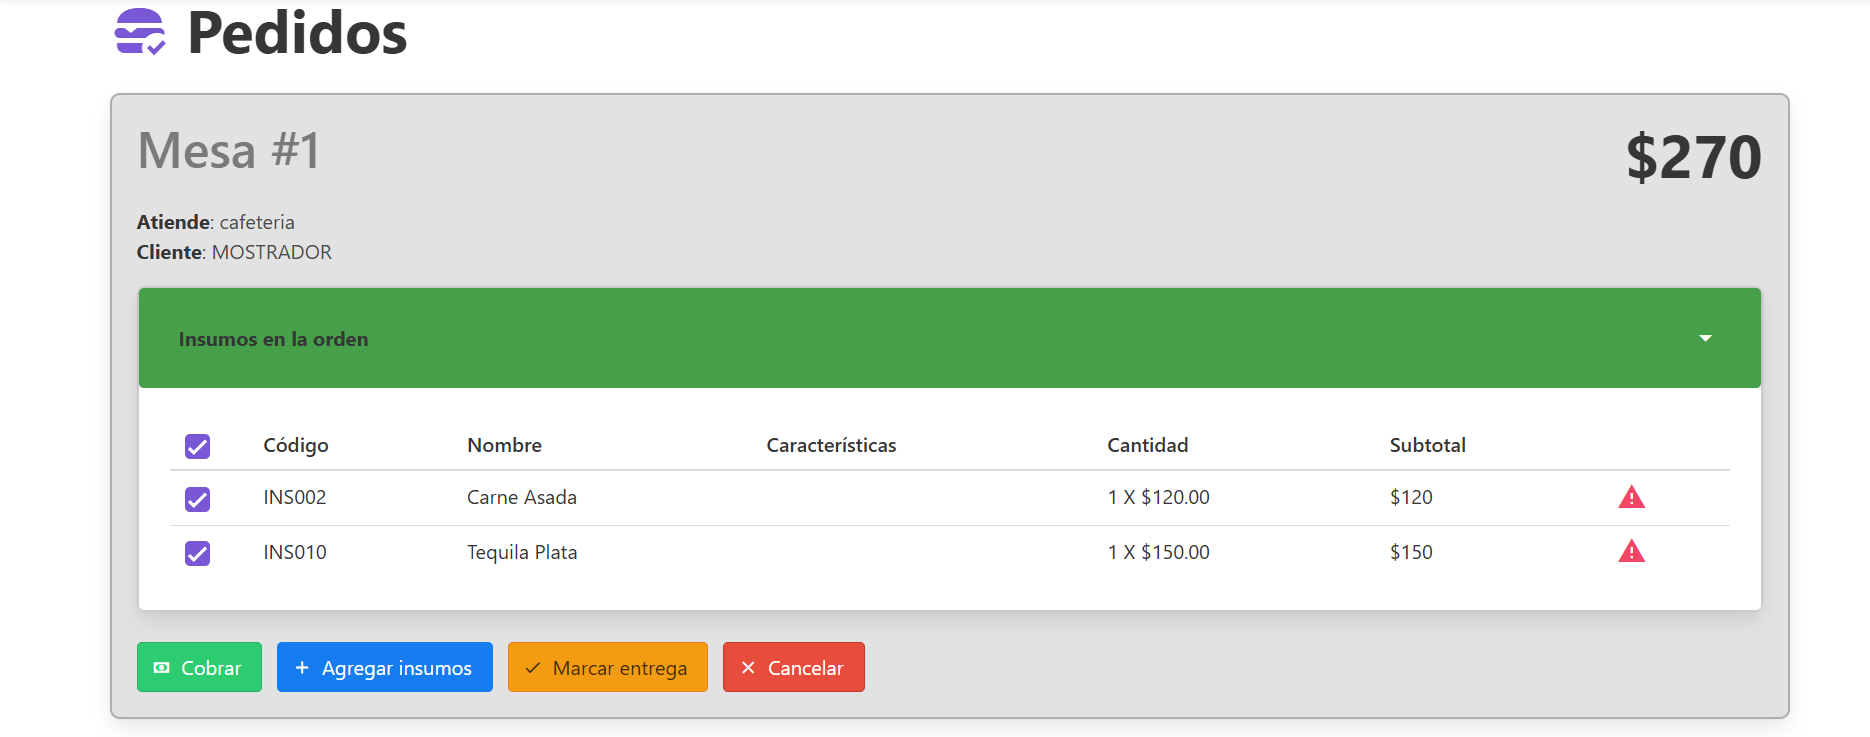 Pedidos
Mesa #1
$270
Atiende: cafeteria
Cliente: MOSTRADOR
Insumos en la orden
Código Nombre Características Cantidad Subtotal
INS002 Carne Asada 1 X $120.00 $120
INS010 Tequila Plata 1 X $150.00 $150
Cobrar Agregar insumos Marcar entrega Cancelar